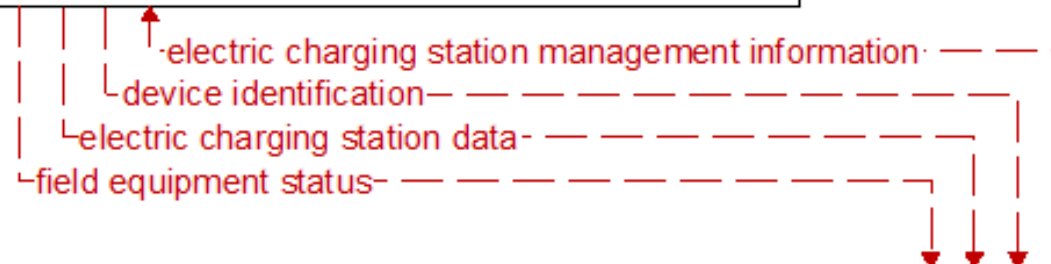 electric charging station management information
device identification
electric charging station data
field equipment status